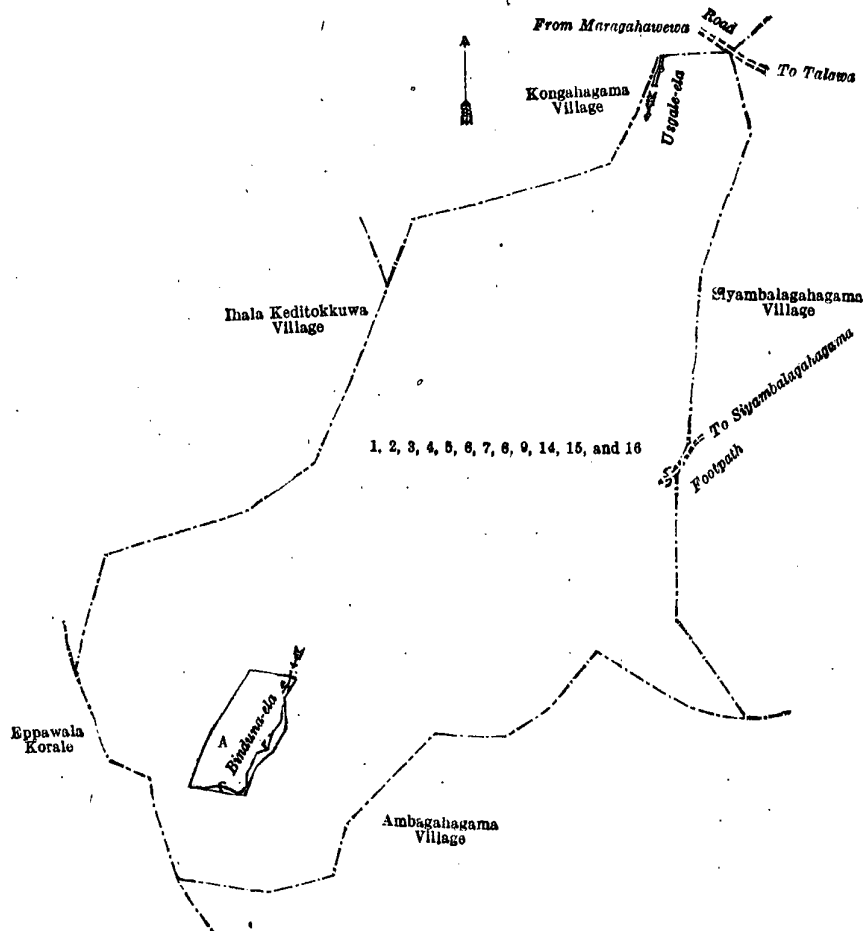 Road
From Maragahawewa
To Talawa
Kongahagama
Village
Usgale-ela
Siyambalagahagama
Village
Ihala Keditokkuwa
Village
To Siyambalagahagama
1, 2, 3, 4, 5, 6, 7, 8, 9, 14, 15, and 16
Footpath
Eppawala
Korale
A
Binduna-ela
Ambagahagama
Village